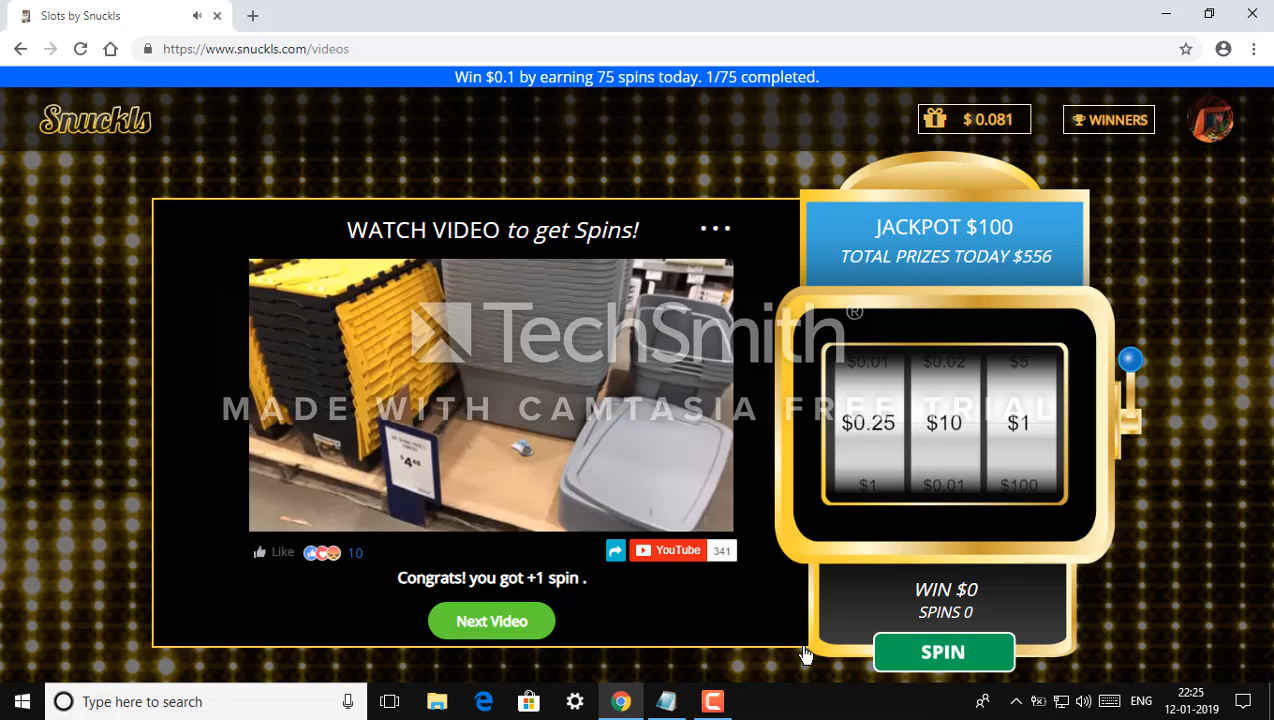 Slots by Snuckls
https://www.snuckls.com/videos
Win $0.1 by earning 75 spins today. 1/75 completed.
Snuckls
$ 0.081
WINNERS
WATCH VIDEO to get Spins!
JACKPOT $100
TOTAL PRIZES TODAY $556
TechSmith®
MADE WITH CAMTASIA FREE TRIAL
$0.01 $0.02 $5
$0.25 $10 $1
$1 $0.01 $100
$4.48
Like 10
YouTube 341
Congrats! you got +1 spin .
Next Video
WIN $0
SPINS 0
SPIN
Type here to search
ENG
22:25
12-01-2019